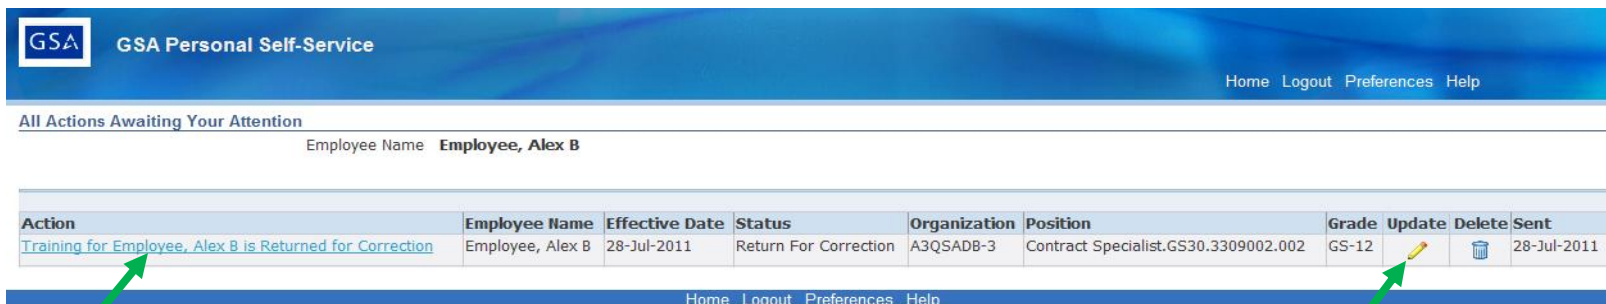 GSA
GSA Personal Self-Service
Home Logout Preferences Help
All Actions Awaiting Your Attention
Employee Name Employee, Alex B
Action Employee Name Effective Date Status Organization Position Grade Update Delete Sent
Training for Employee, Alex B is Returned for Correction Employee, Alex B 28-Jul-2011 Return For Correction A3QSADB-3 Contract Specialist.GS30.3309002.002 GS-12 28-Jul-2011
Home Logout Preferences Help